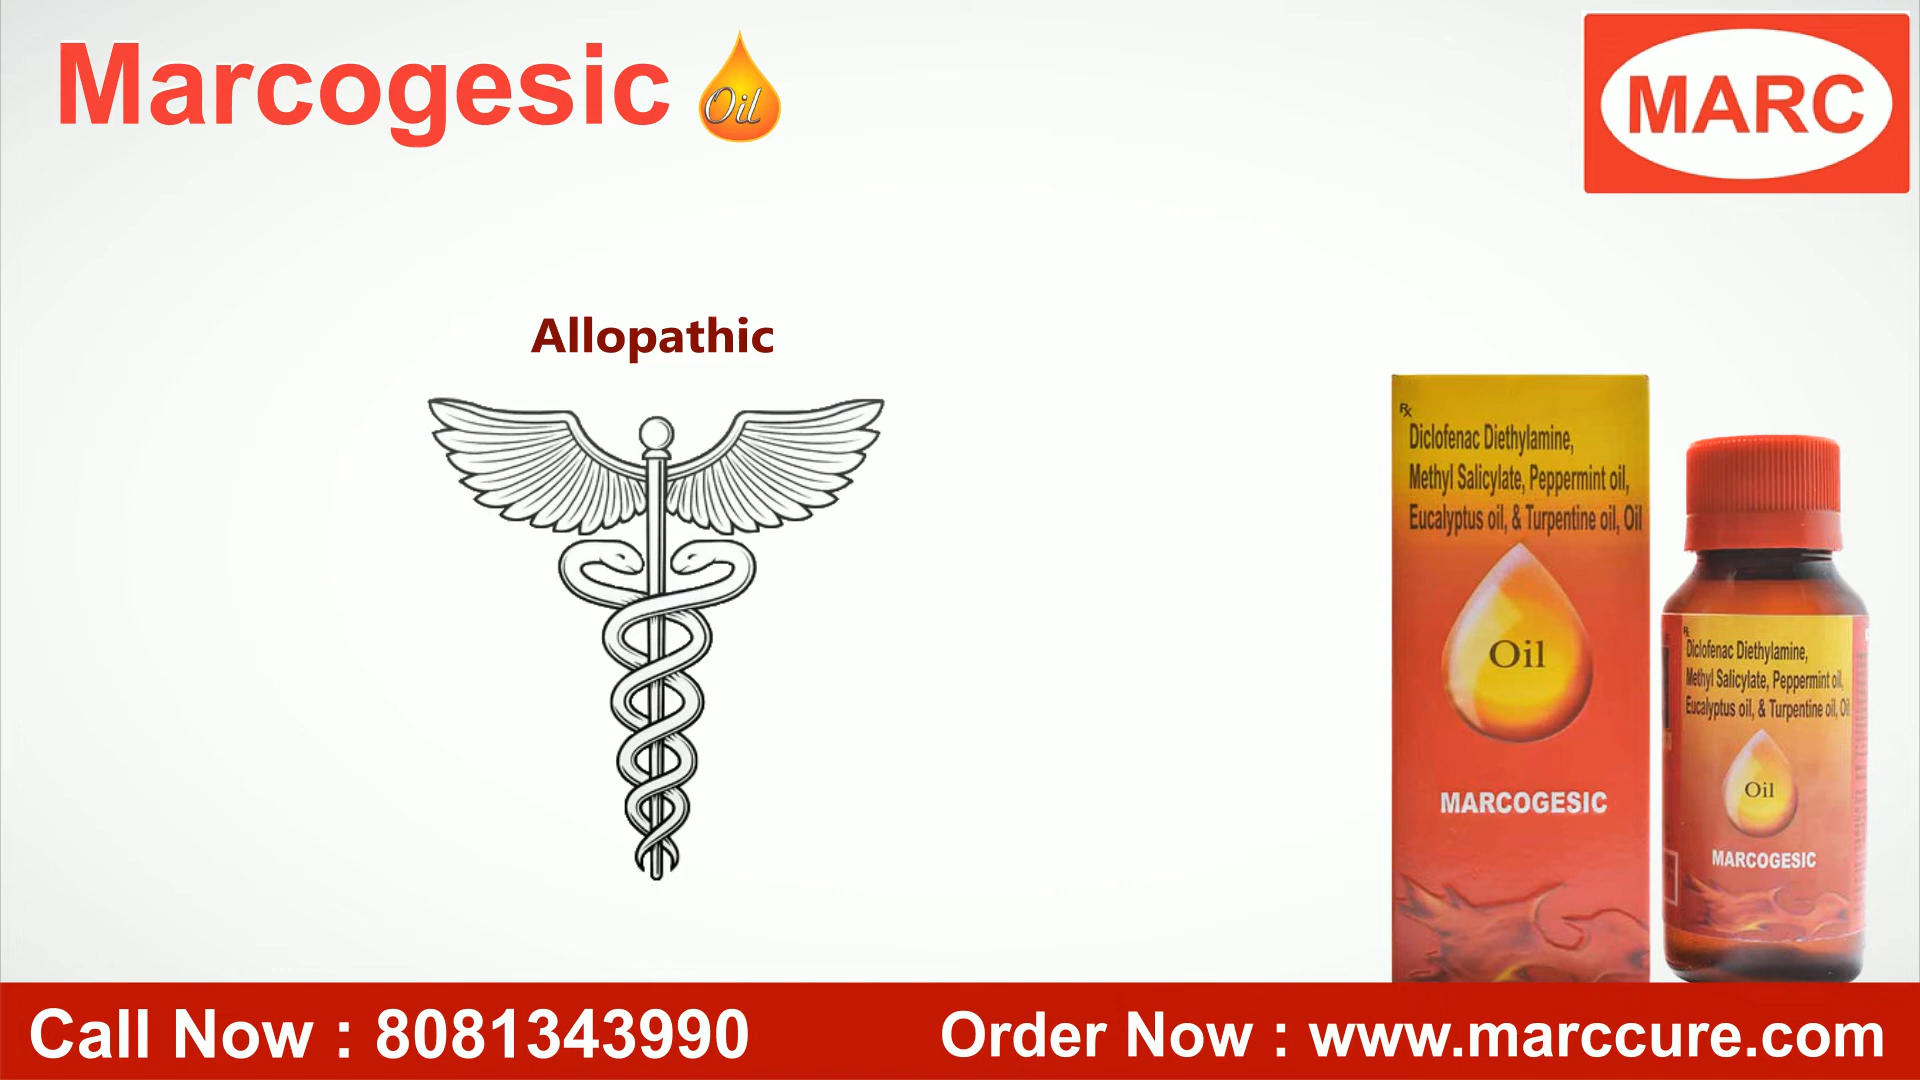 Marcogesic
Oil
MARC
Allopathic
Rx
Diclofenac Diethylamine,
Methyl Salicylate, Peppermint oil,
Eucalyptus oil, & Turpentine oil, Oil
Oil
MARCOGESIC
Rx
Diclofenac Diethylamine,
Methyl Salicylate, Peppermint oil,
Eucalyptus oil, & Turpentine oil, Oil
Oil
MARCOGESIC
Call Now : 8081343990
Order Now : www.marccure.com